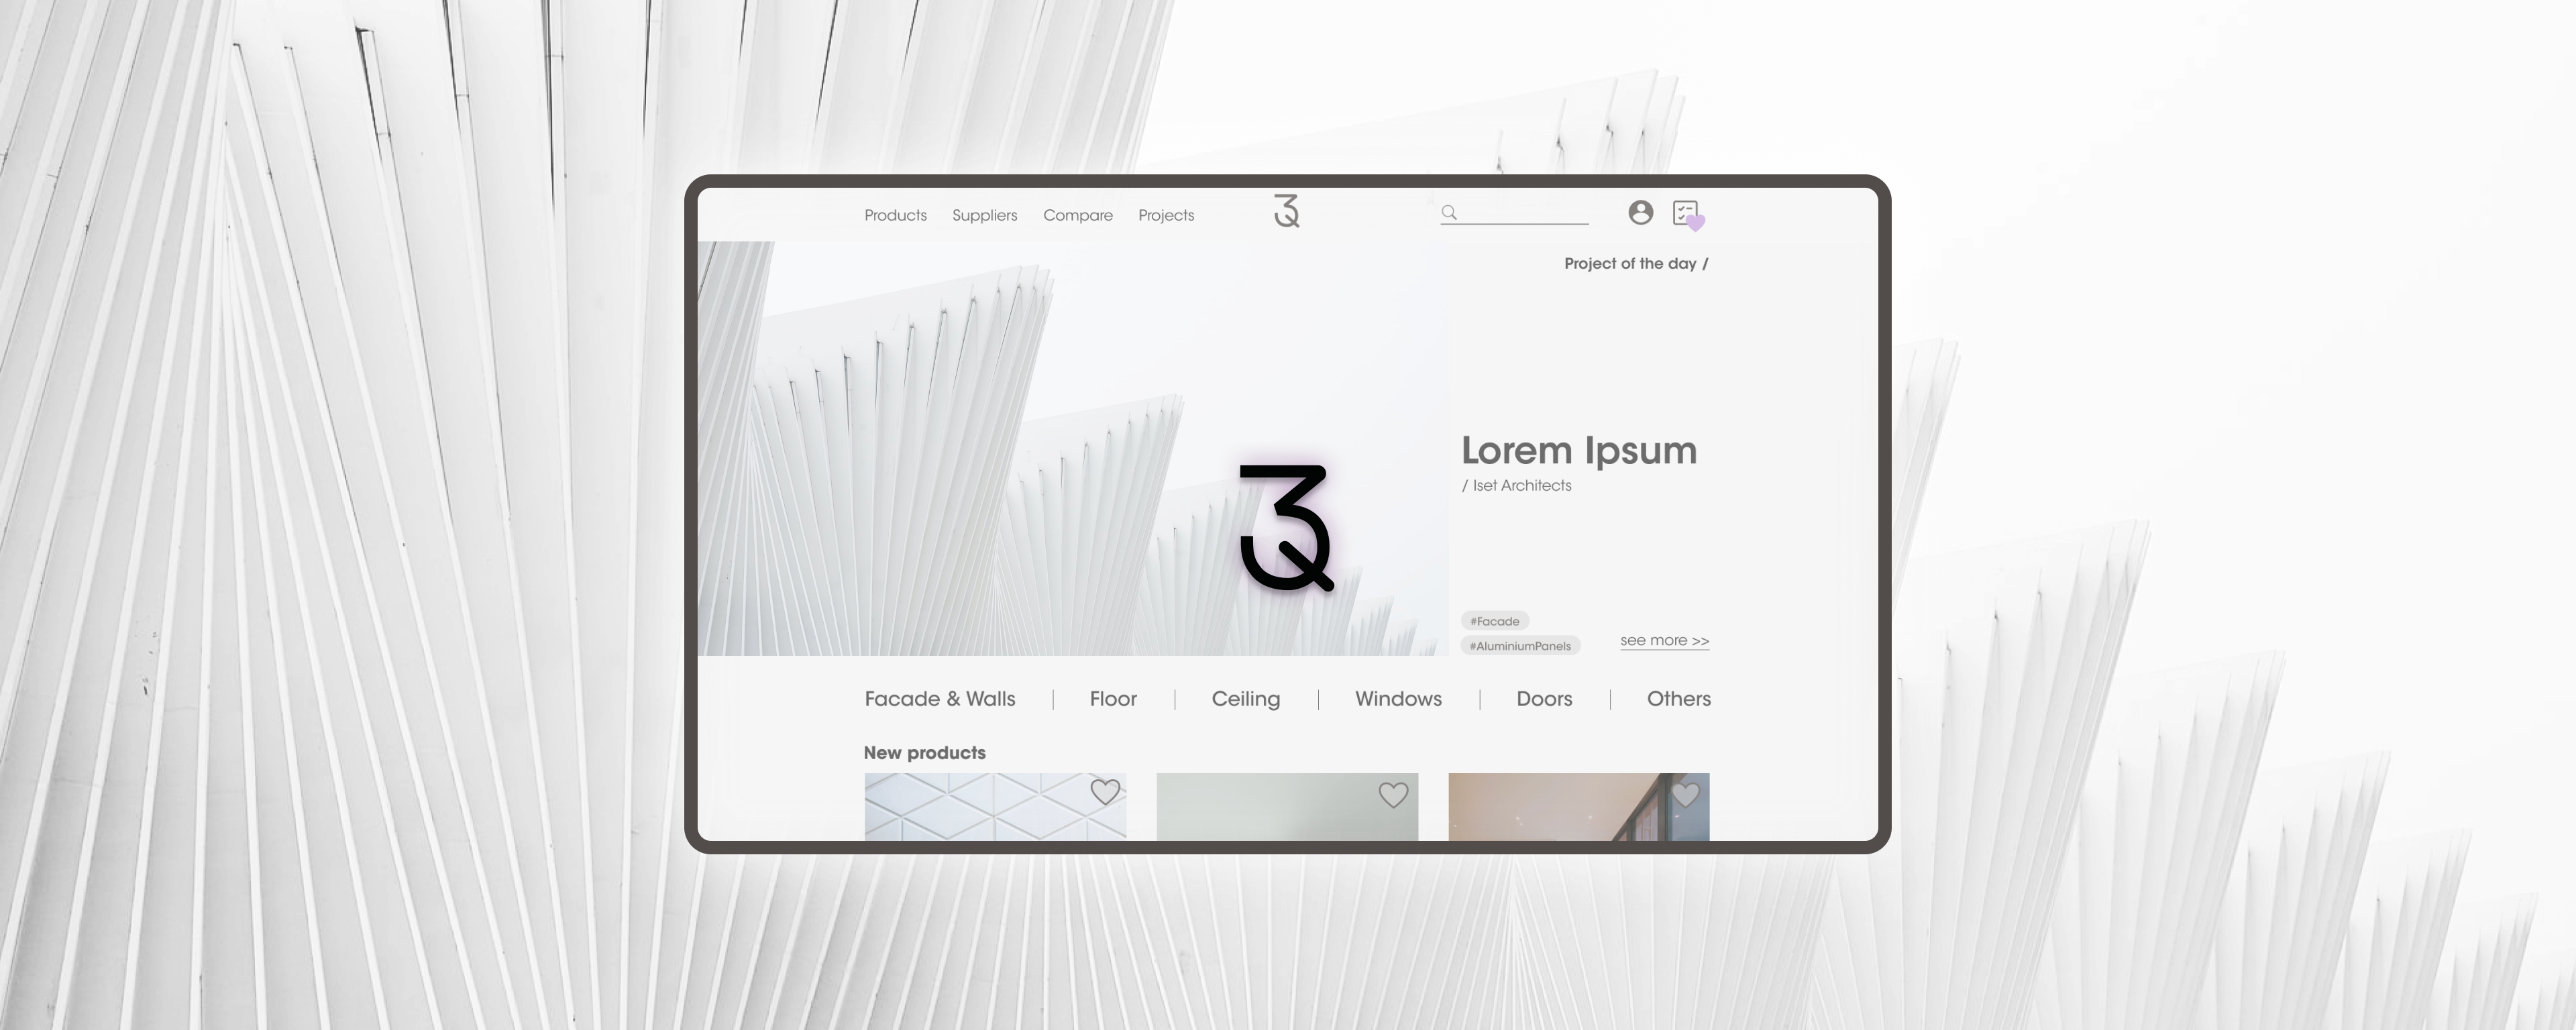 Products Suppliers Compare Projects
Project of the day /
Lorem Ipsum
/ Iset Architects
#Facade
#AluminiumPanels
see more >>
Facade & Walls | Floor | Ceiling | Windows | Doors | Others
New products